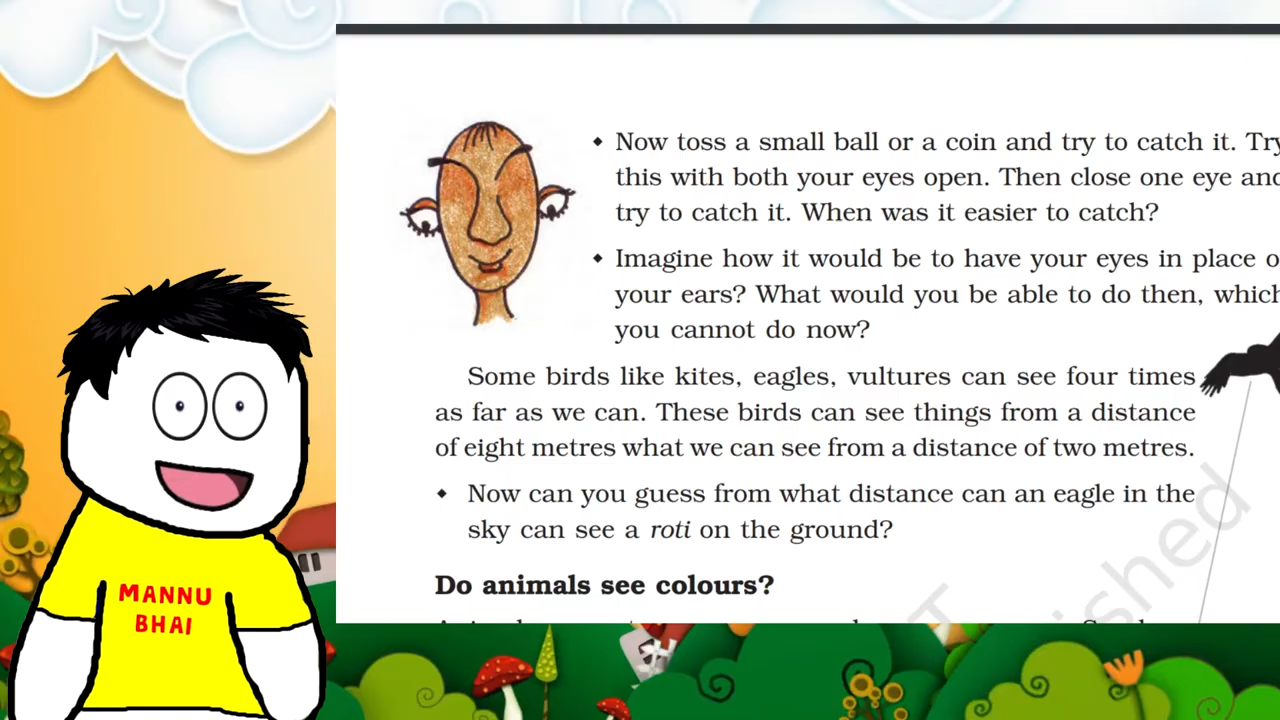 ◆ Now toss a small ball or a coin and try to catch it. Try
this with both your eyes open. Then close one eye and
try to catch it. When was it easier to catch?
◆ Imagine how it would be to have your eyes in place o
your ears? What would you be able to do then, which
you cannot do now?
Some birds like kites, eagles, vultures can see four times
as far as we can. These birds can see things from a distance
of eight metres what we can see from a distance of two metres.
◆ Now can you guess from what distance can an eagle in the
sky can see a roti on the ground?
Do animals see colours?
MANNU
BHAI